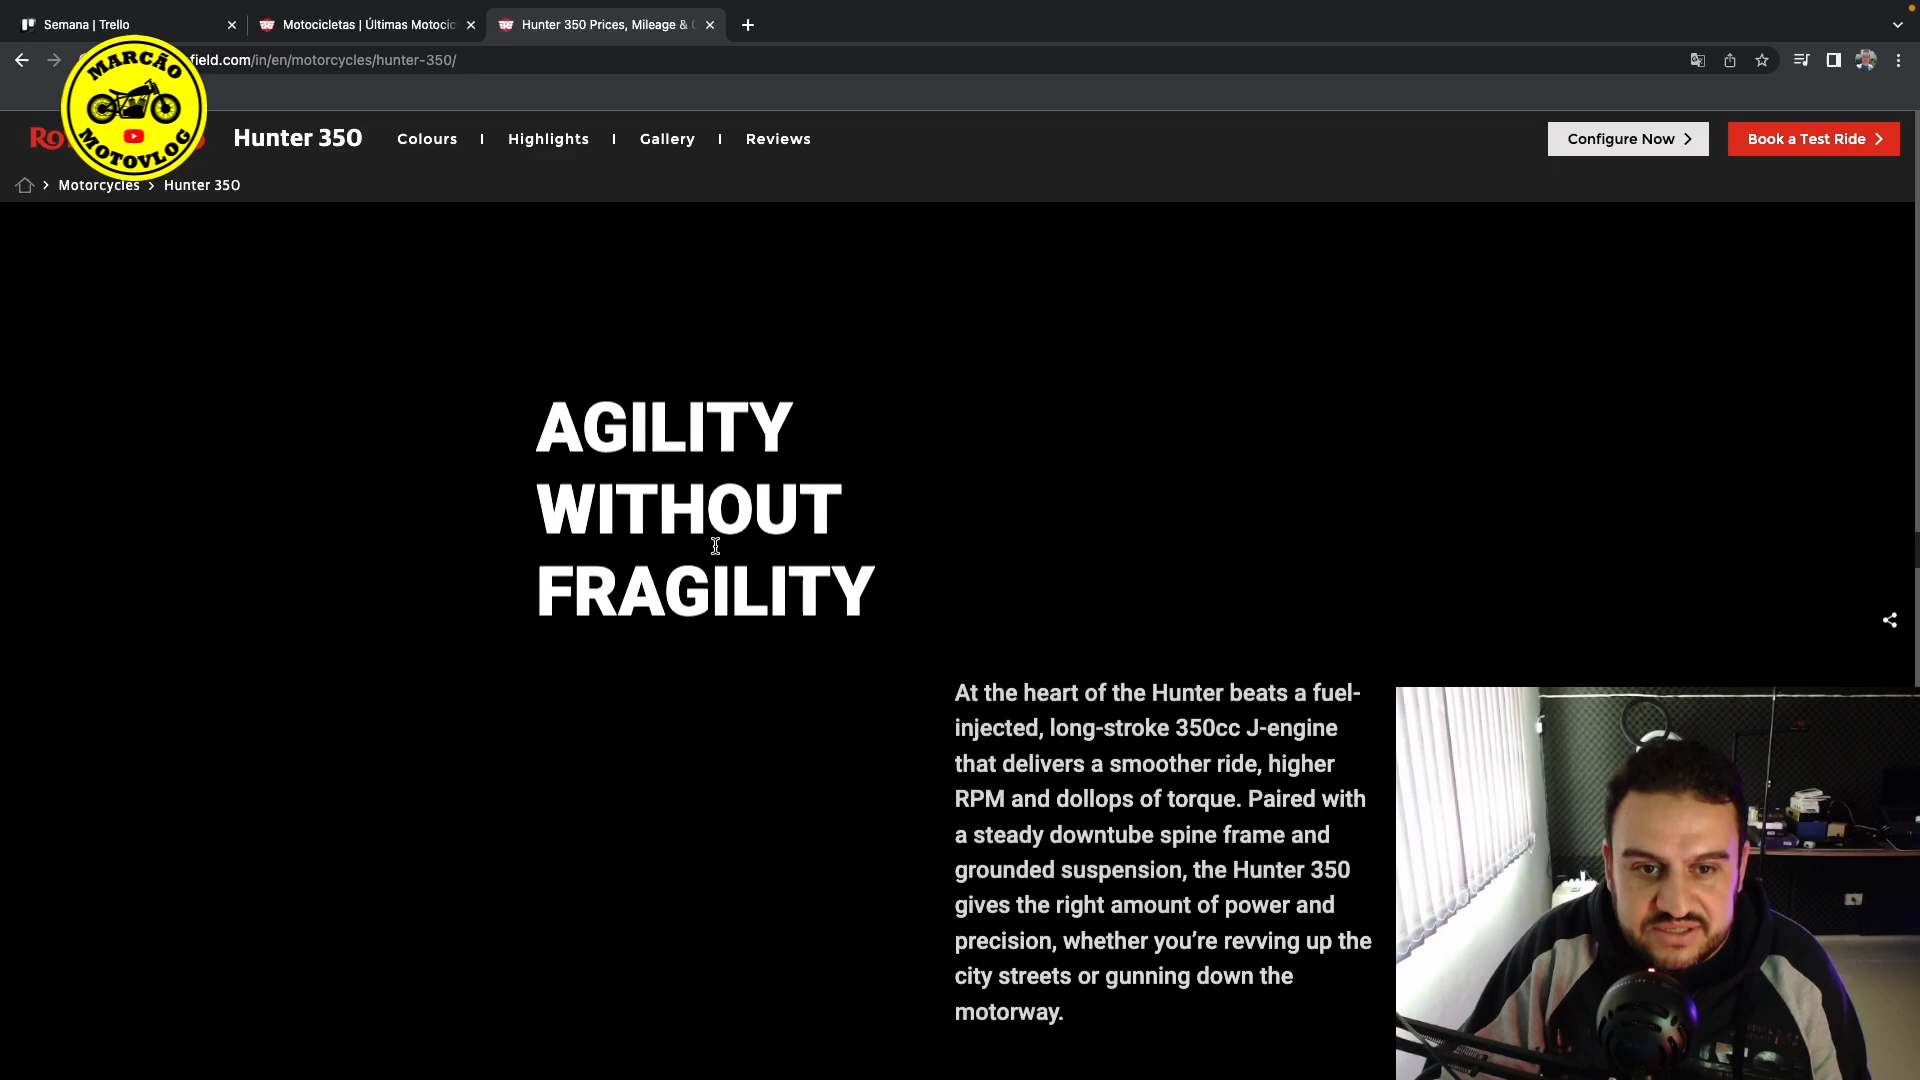 Semana | Trello
Motocicletas | Últimas Motocic
Hunter 350 Prices, Mileage & C
field.com/in/en/motorcycles/hunter-350/
MARCÃO
MOTOVLOG
Hunter 350
Colours | Highlights | Gallery | Reviews
Configure Now
Book a Test Ride
Motorcycles > Hunter 350
AGILITY
WITHOUT
FRAGILITY
At the heart of the Hunter beats a fuel-
injected, long-stroke 350cc J-engine
that delivers a smoother ride, higher
RPM and dollops of torque. Paired with
a steady downtube spine frame and
grounded suspension, the Hunter 350
gives the right amount of power and
precision, whether you're revving up the
city streets or gunning down the
motorway.